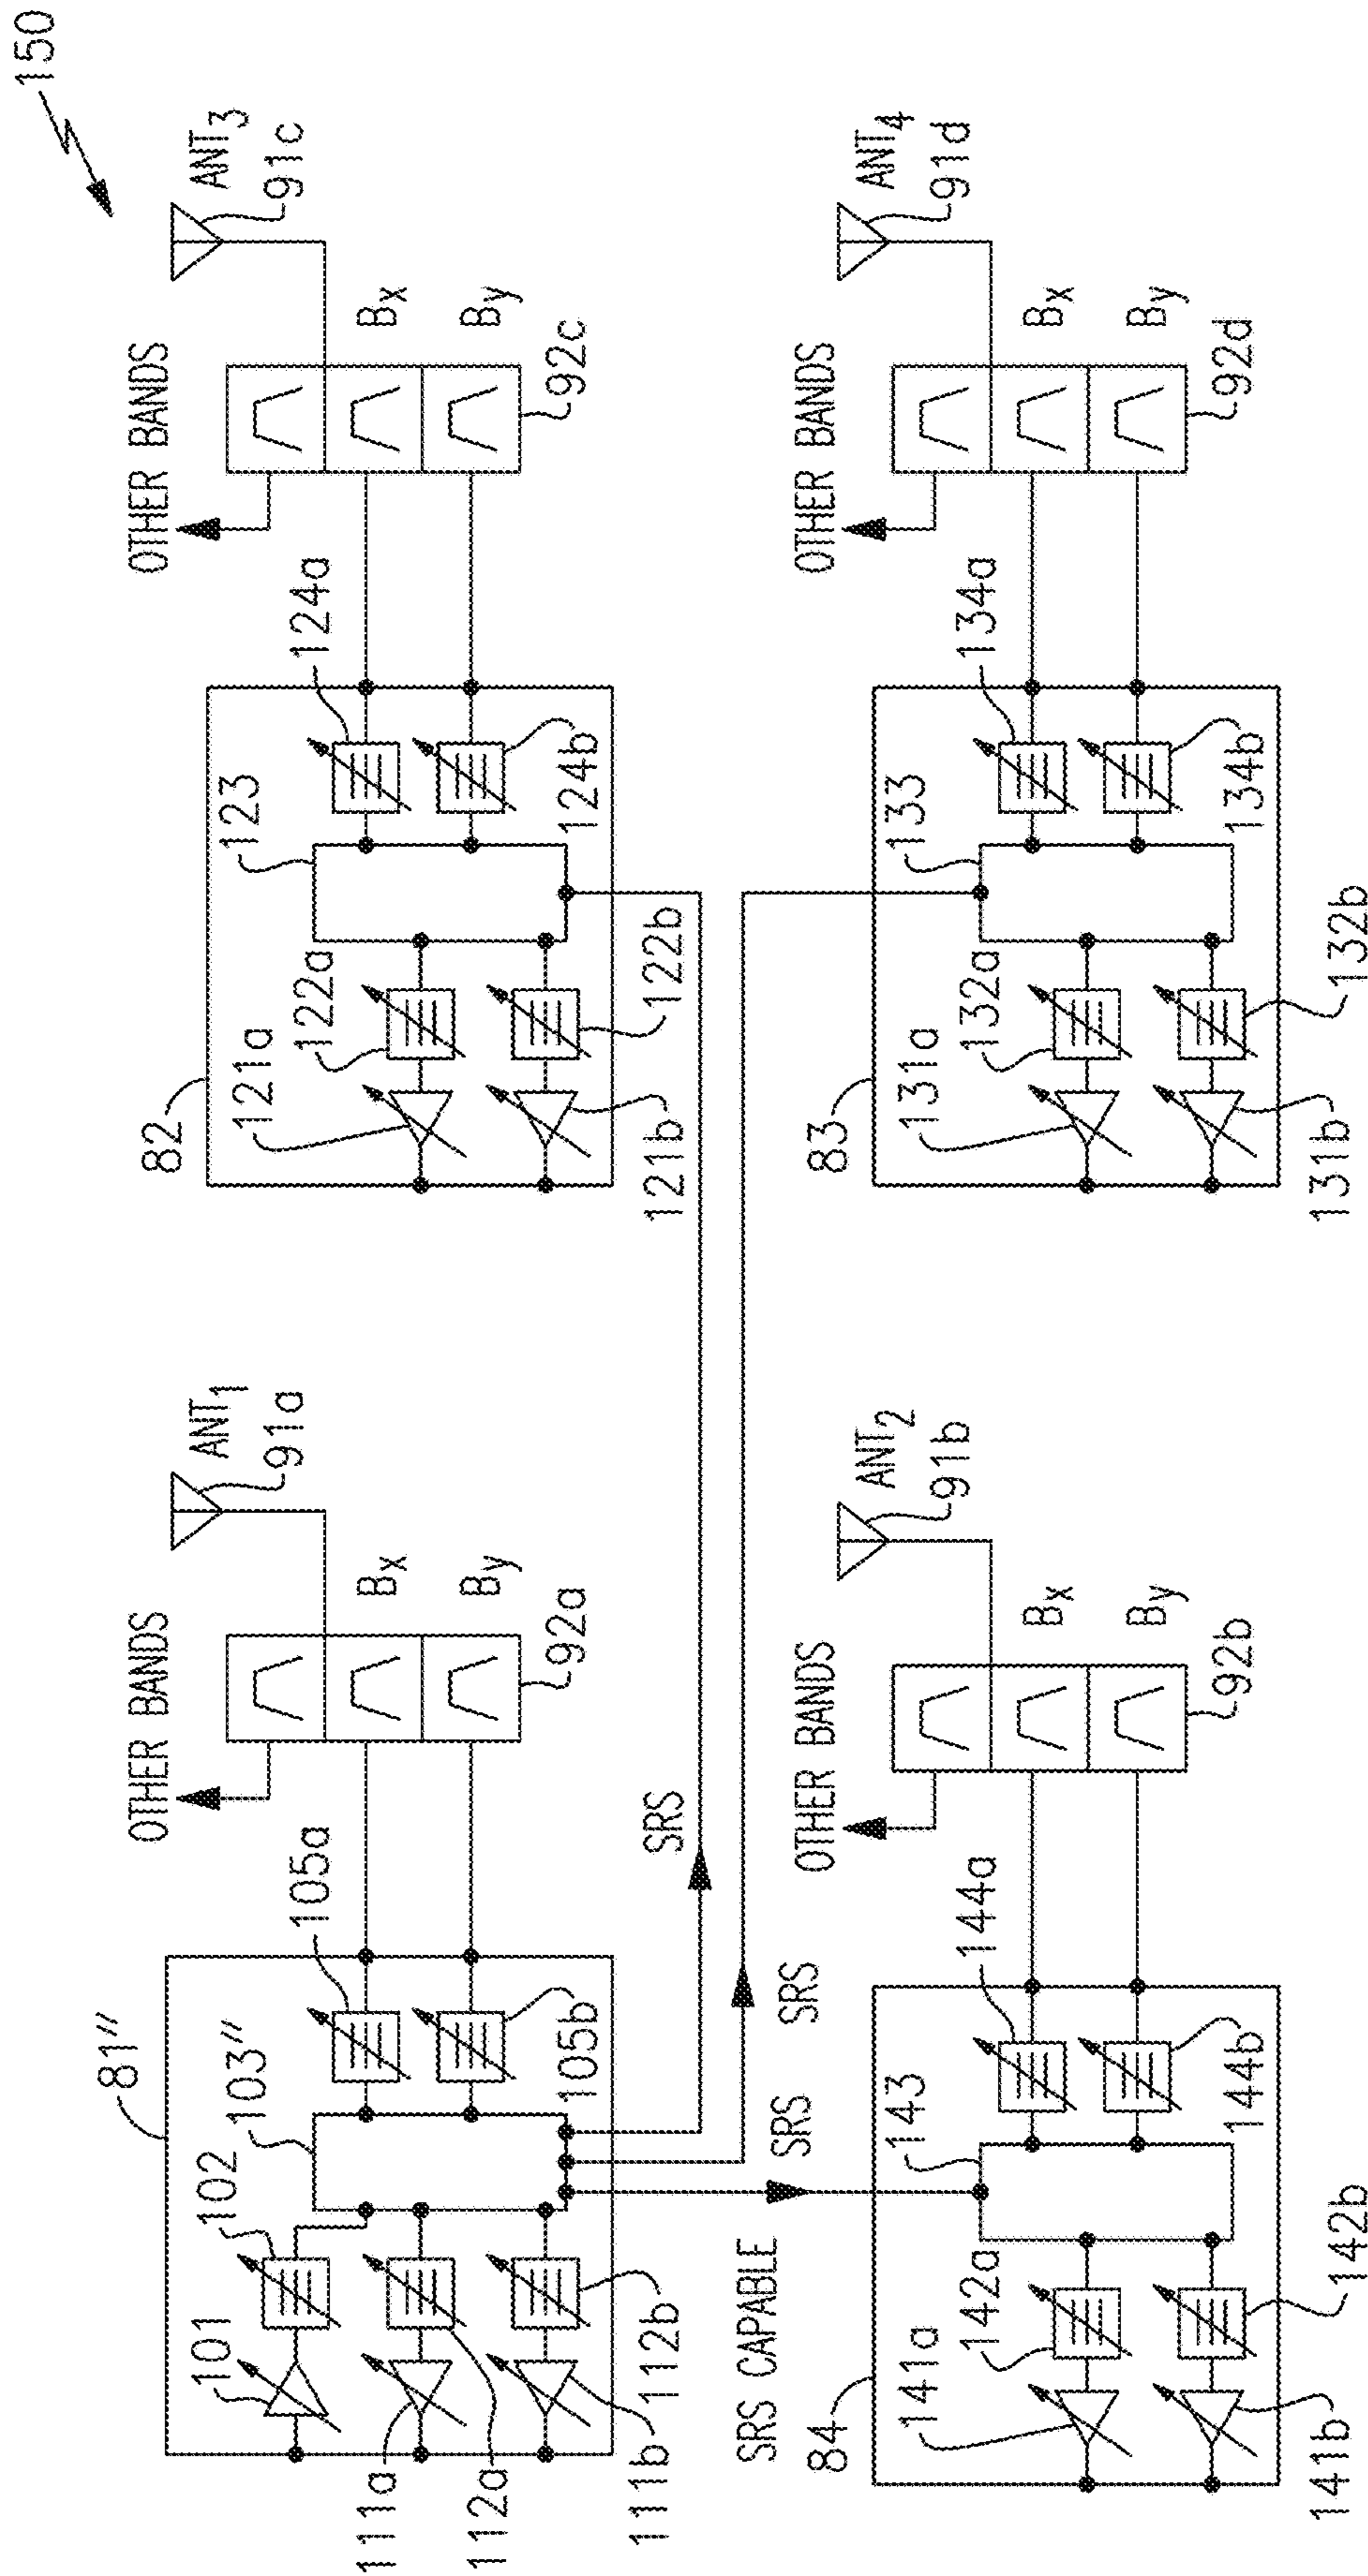 150
ANT1
91a
ANT3
91c
OTHER BANDS
Bx
By
92a
OTHER BANDS
Bx
By
92c
81″
101
102
103″
105a
105b
111a
112a
111b
112b
82
121a
122a
123
124a
124b
121b
122b
SRS
SRS
SRS
SRS CAPABLE
ANT2
91b
ANT4
91d
OTHER BANDS
Bx
By
92b
OTHER BANDS
Bx
By
92d
84
141a
142a
143
144a
144b
141b
142b
83
131a
132a
133
134a
134b
131b
132b